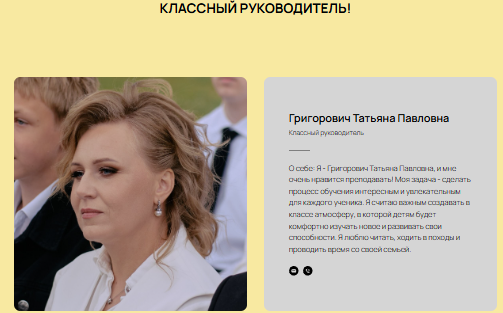 КЛАССНЫЙ РУКОВОДИТЕЛЬ!
Григорович Татьяна Павловна
Классный руководитель
О себе: Я - Григорович Татьяна Павловна, и мне
очень нравится преподавать! Моя задача - сделать
процесс обучения интересным и увлекательным
для каждого ученика. Я считаю важным создавать в
классе атмосферу, в которой детям будет
комфортно изучать новое и развивать свои
способности. Я люблю читать, ходить в походы и
проводить время со своей семьей.